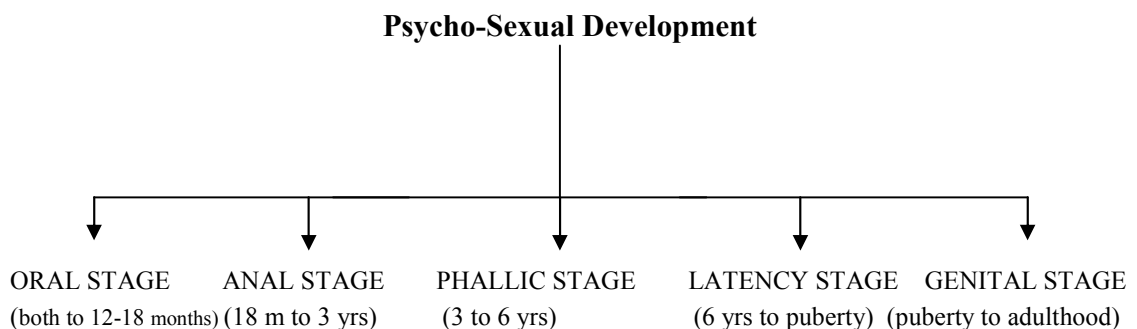 Psycho-Sexual Development
ORAL STAGE ANAL STAGE PHALLIC STAGE LATENCY STAGE GENITAL STAGE
(both to 12-18 months) (18 m to 3 yrs) (3 to 6 yrs) (6 yrs to puberty) (puberty to adulthood)